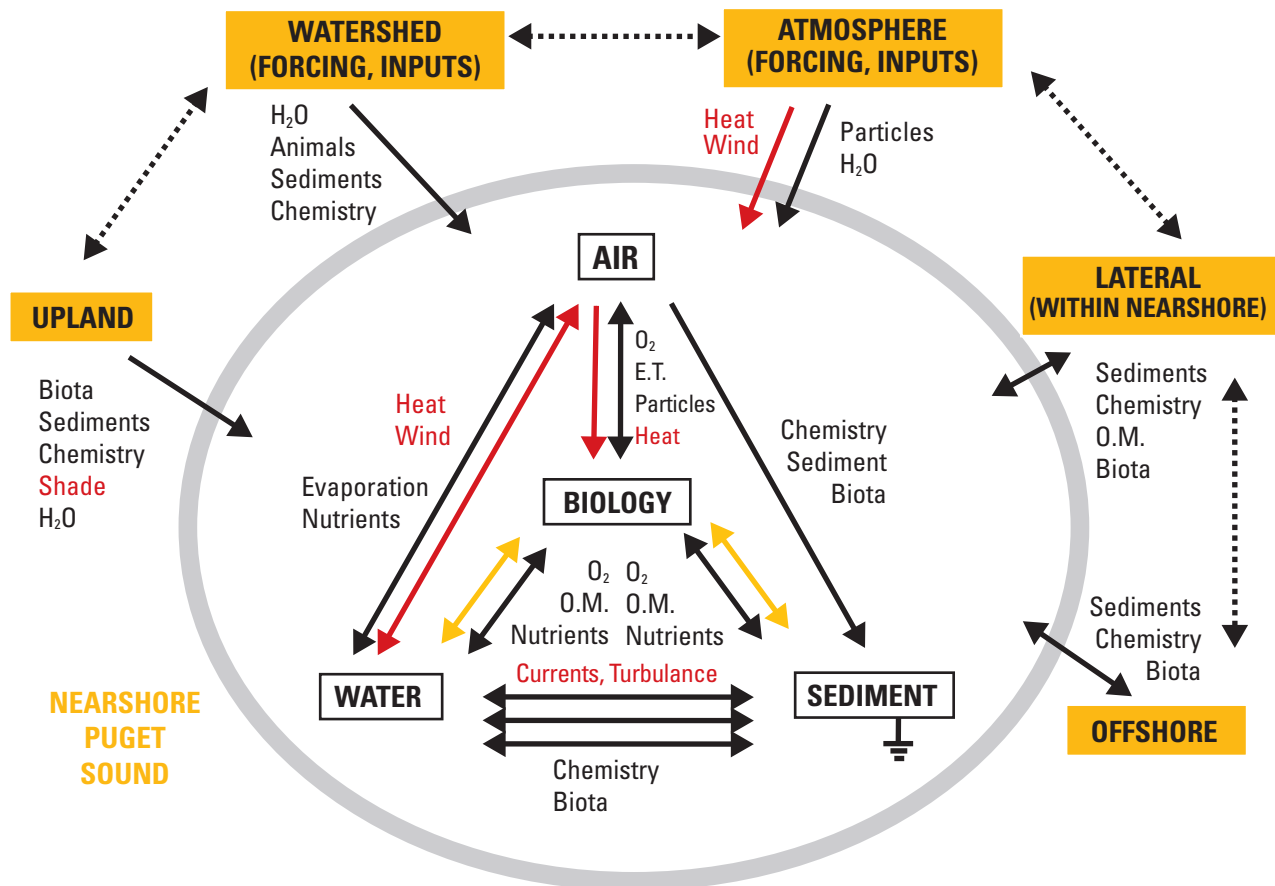 WATERSHED
(FORCING, INPUTS)
ATMOSPHERE
(FORCING, INPUTS)
H₂O
Animals
Sediments
Chemistry
Heat
Wind
Particles
H₂O
AIR
UPLAND
LATERAL
(WITHIN NEARSHORE)
Biota
Sediments
Chemistry
Shade
H₂O
Heat
Wind
Evaporation
Nutrients
O₂
E.T.
Particles
Heat
Chemistry
Sediment
Biota
Sediments
Chemistry
O.M.
Biota
BIOLOGY
O₂
O.M.
Nutrients
O₂
O.M.
Nutrients
Sediments
Chemistry
Biota
Currents, Turbulance
WATER
SEDIMENT
Chemistry
Biota
NEARSHORE
PUGET
SOUND
OFFSHORE